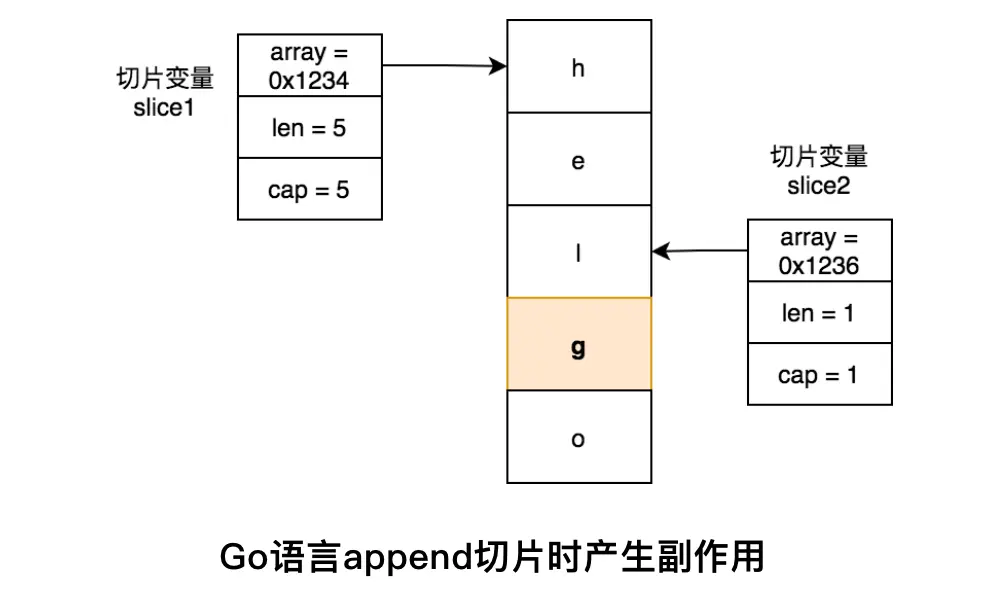 切片变量
slice1
array =
0x1234
len = 5
cap = 5
h
e
l
g
o
切片变量
slice2
array =
0x1236
len = 1
cap = 1
Go语言append切片时产生副作用